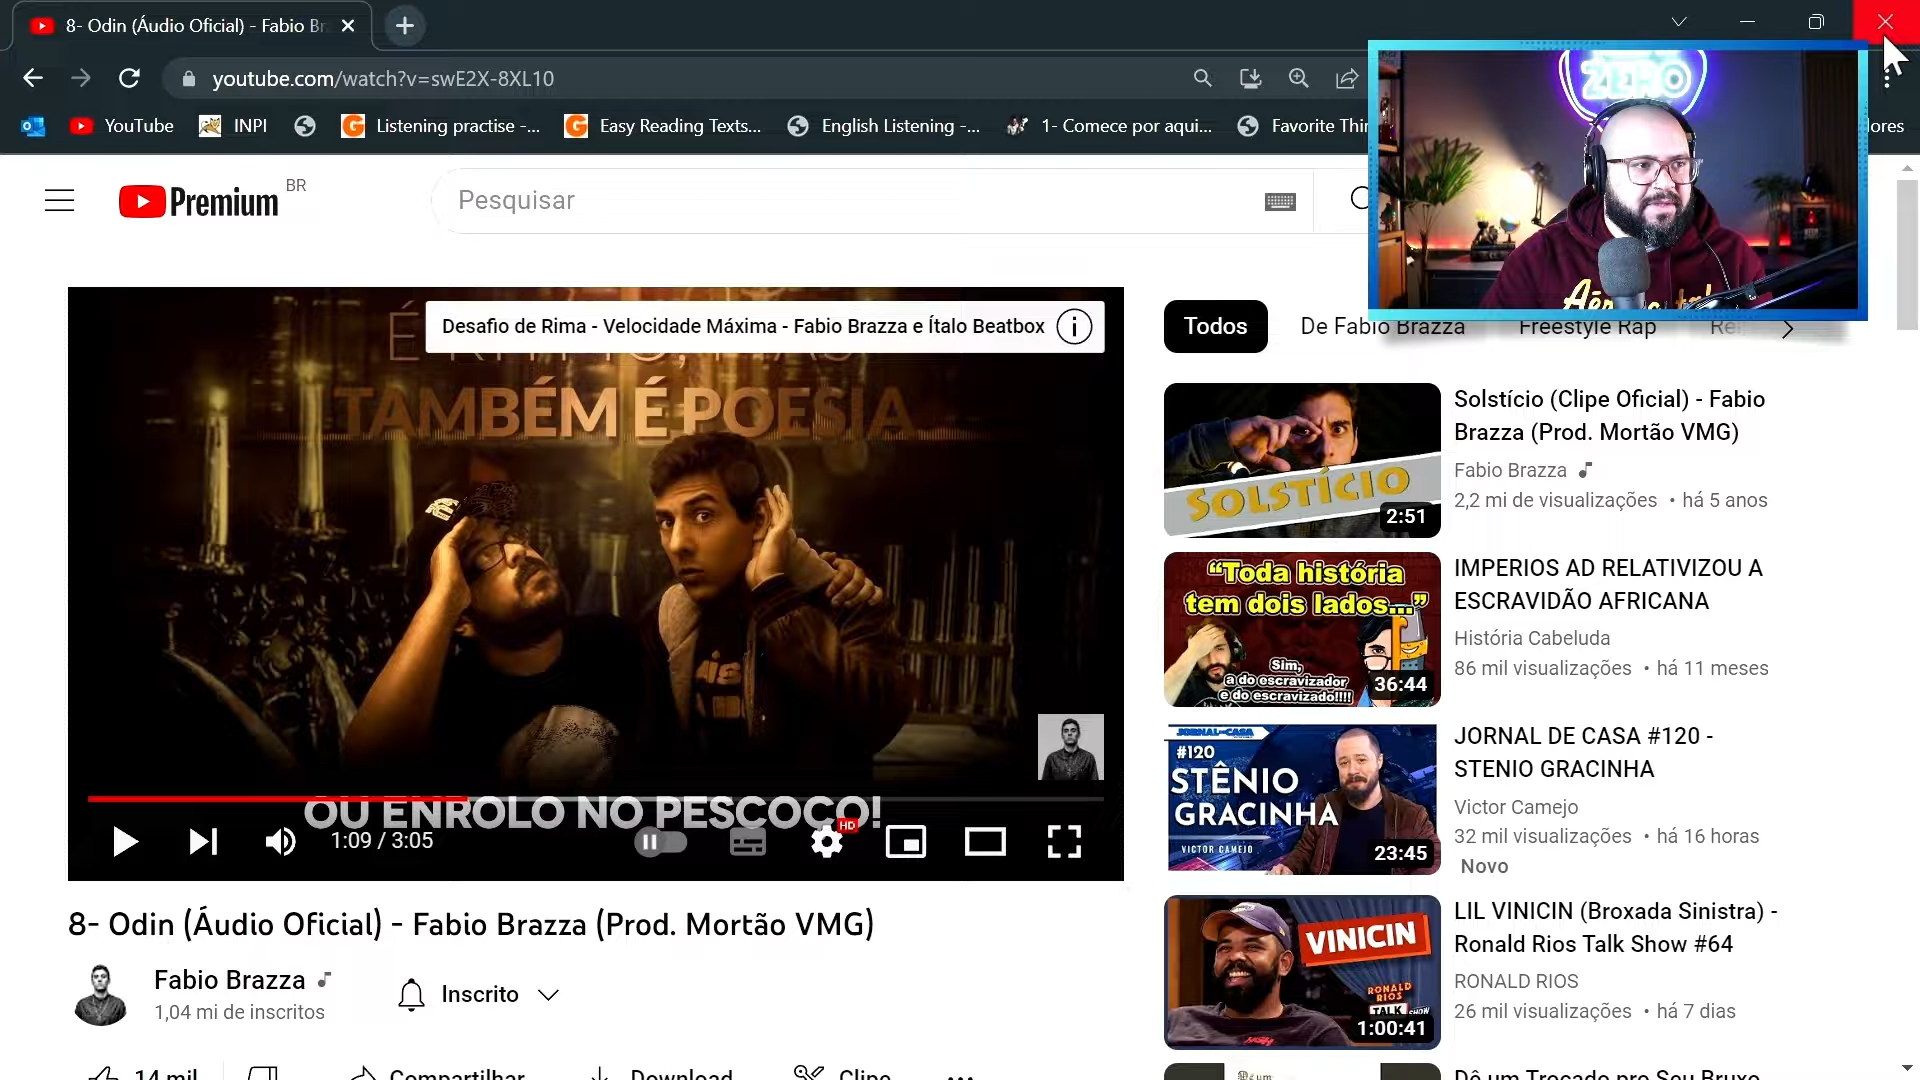 8- Odin (Áudio Oficial) - Fabio Br
youtube.com/watch?v=swE2X-8XL10
YouTube
INPI
Listening practise -...
Easy Reading Texts...
English Listening -...
1- Comece por aqui...
Favorite Thi
ores
ZERO
Premium
BR
Pesquisar
Desafio de Rima - Velocidade Máxima - Fabio Brazza e Ítalo Beatbox
TAMBÉM É POESIA
OU ENROLO NO PESCOÇO!
1:09 / 3:05
HD
8- Odin (Áudio Oficial) - Fabio Brazza (Prod. Mortão VMG)
Fabio Brazza
1,04 mi de inscritos
Inscrito
14 mil
Compartilhar
Download
Clipe
Todos
De Fabio Brazza
Freestyle Rap
SOLSTÍCIO
2:51
Solstício (Clipe Oficial) - Fabio
Brazza (Prod. Mortão VMG)
Fabio Brazza
2,2 mi de visualizações • há 5 anos
“Toda história
tem dois lados...”
Sim,
a do escravizador
e do escravizado!!!!
36:44
IMPERIOS AD RELATIVIZOU A
ESCRAVIDÃO AFRICANA
História Cabeluda
86 mil visualizações • há 11 meses
JORNAL DE CASA
#120
STÊNIO
GRACINHA
VICTOR CAMEJO
23:45
JORNAL DE CASA #120 -
STENIO GRACINHA
Victor Camejo
32 mil visualizações • há 16 horas
Novo
VINICIN
RONALD
RIOS
TALK SHOW
1:00:41
LIL VINICIN (Broxada Sinistra) -
Ronald Rios Talk Show #64
RONALD RIOS
26 mil visualizações • há 7 dias
Dê um Trocado pro Seu Bruxo